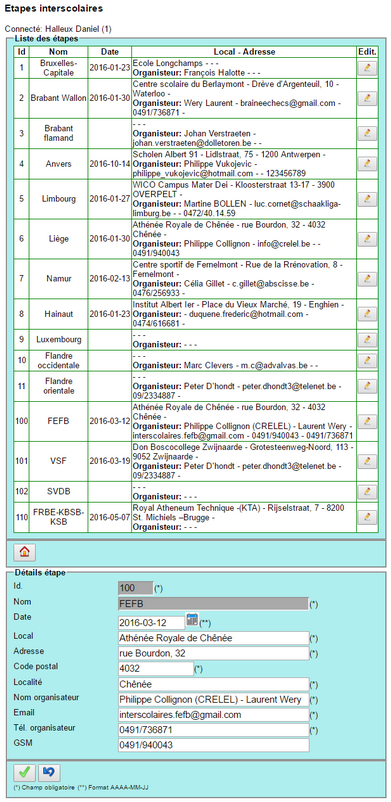 Etapes interscolaires
Connecté: Halleux Daniel (1)
Liste des étapes
Id Nom Date Local - Adresse Edit.
1 Bruxelles-Capitale 2016-01-23 Ecole Longchamps - - -
Organisteur: François Halotte - - -
2 Brabant Wallon 2016-01-30 Centre scolaire du Berlaymont - Drève d'Argenteuil, 10 -
Waterloo -
Organisteur: Wery Laurent - braineechecs@gmail.com -
0491/736871 -
3 Brabant flamand - - -
Organisteur: Johan Verstraeten -
johan.verstraeten@dolletoren.be - -
4 Anvers 2016-10-14 Scholen Albert 91 - Lidlstraat, 75 - 1200 Antwerpen -
Organisteur: Philippe Vukojevic -
philippe_vukojevic@hotmail.com - - 123456789
5 Limbourg 2016-01-27 WICO Campus Mater Dei - Kloosterstraat 13-17 - 3900
OVERPELT -
Organisteur: Martine BOLLEN - luc.cornet@schaakliga-
limburg.be - - 0472/40.14.59
6 Liège 2016-01-30 Athénée Royale de Chênée - rue Bourdon, 32 - 4032
Chênée -
Organisteur: Philippe Collignon - info@crelel.be - -
0491/940043
7 Namur 2016-02-13 Centre sportif de Fernelmont - Rue de la Rrénovation, 8 -
Fernelmont -
Organisteur: Célia Gillet - c.gillet@abscisse.be -
0476/256933 -
8 Hainaut 2016-01-23 Institut Albert Ier - Place du Vieux Marché, 19 - Enghien -
Organisteur: - duquene.frederic@hotmail.com -
0474/616681 -
9 Luxembourg - - -
Organisteur: - - -
10 Flandre occidentale - - -
Organisteur: Marc Clevers - m.c@advalvas.be - -
11 Flandre orientale - - -
Organisteur: Peter D'hondt - peter.dhondt3@telenet.be -
09/2334887 -
100 FEFB 2016-03-12 Athénée Royale de Chênée - rue Bourdon, 32 - 4032
Chênée -
Organisteur: Philippe Collignon (CRELEL) - Laurent Wery -
interscolaires.fefb@gmail.com - 0491/940043 - 0491/736871
101 VSF 2016-03-19 Don Boscocollege Zwijnaarde - Grotesteenweg-Noord, 113 -
9052 Zwijnaarde -
Organisteur: Peter D'hondt - peter.dhondt3@telenet.be -
09/2334887 -
102 SVDB - - -
Organisteur: - - -
110 FRBE-KBSB-KSB 2016-05-07 Royal Atheneum Technique -(KTA) - Rijselstraat, 7 - 8200
St. Michiels –Brugge -
Organisteur: - - -
Détails étape
Id. 100 (*)
Nom FEFB (*)
Date 2016-03-12 (**)
Local Athénée Royale de Chênée (*)
Adresse rue Bourdon, 32 (*)
Code postal 4032 (*)
Localité Chênée (*)
Nom organisateur Philippe Collignon (CRELEL) - Laurent Wery (*)
Email interscolaires.fefb@gmail.com (*)
Tél. organisateur 0491/736871 (*)
GSM 0491/940043
(*) Champ obligatoire (**) Format AAAA-MM-JJ